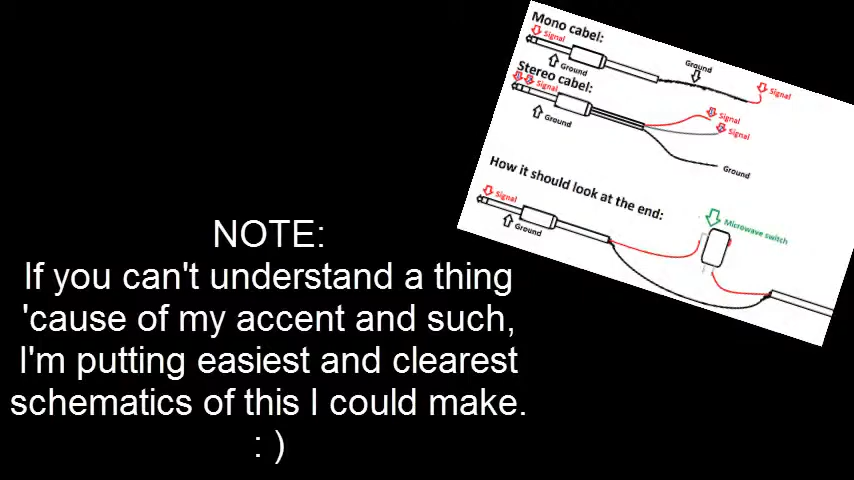 Mono cabel:
Signal
Ground
Ground
Signal
Stereo cabel:
Signal
Ground
Signal
Signal
Ground
How it should look at the end:
Signal
Ground
Microwave switch
NOTE:
If you can't understand a thing
'cause of my accent and such,
I'm putting easiest and clearest
schematics of this I could make.
: )